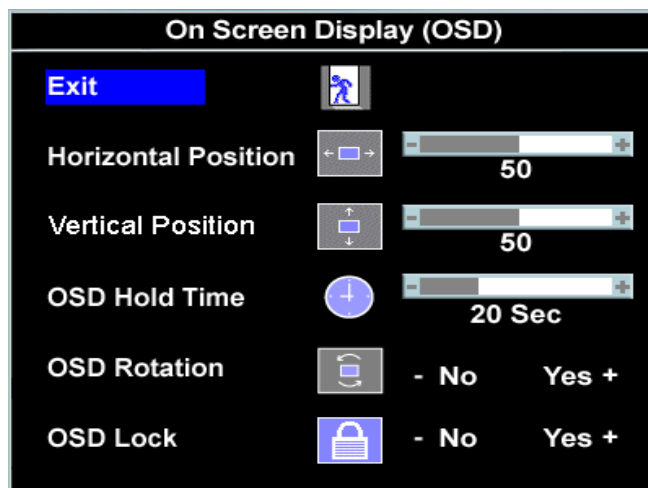 On Screen Display (OSD)
Exit
Horizontal Position - +
50
Vertical Position - +
50
OSD Hold Time - +
20 Sec
OSD Rotation - No Yes +
OSD Lock - No Yes +